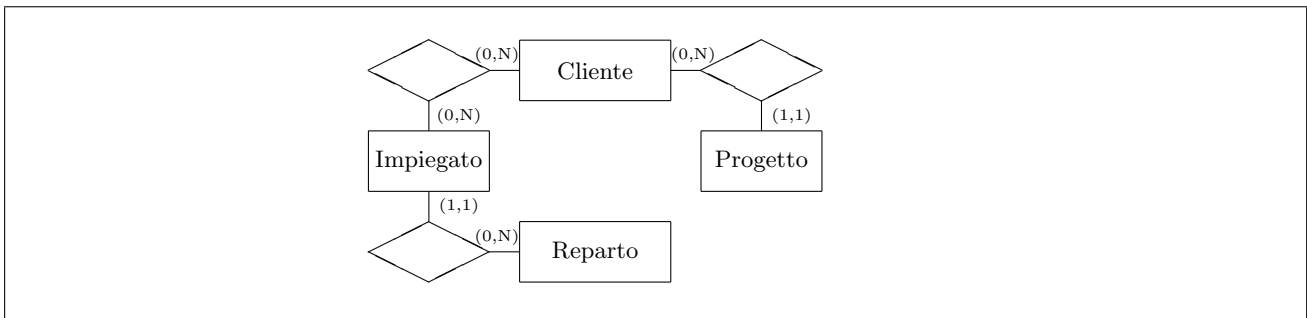 (0,N)
Cliente
(0,N)
(0,N)
(1,1)
Impiegato
Progetto
(1,1)
(0,N)
Reparto